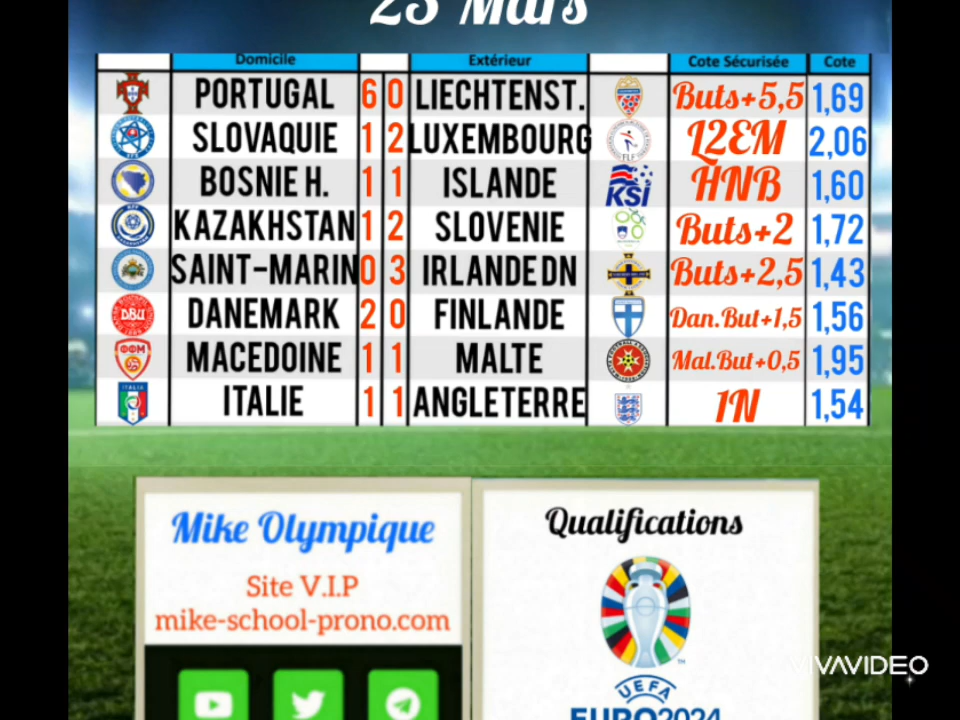 23 Mars
Domicile Extérieur Cote Sécurisée Cote
PORTUGAL 6 0 LIECHTENST. Buts+5,5 1,69
SLOVAQUIE 1 2 LUXEMBOURG L2EM 2,06
FLF
BOSNIE H. 1 1 ISLANDE HNB 1,60
KSÍ
KAZAKHSTAN 1 2 SLOVENIE Buts+2 1,72
SAINT-MARIN 0 3 IRLANDE DN Buts+2,5 1,43
DBU DANEMARK 2 0 FINLANDE Dan.But+1,5 1,56
ФФМ MACEDOINE 1 1 MALTE Mal.But+0,5 1,95
ITALIA ITALIE 1 1 ANGLETERRE 1N 1,54
Mike Olympique
Site V.I.P
mike-school-prono.com
Qualifications
UEFA
EURO2024
VIVAVIDEO